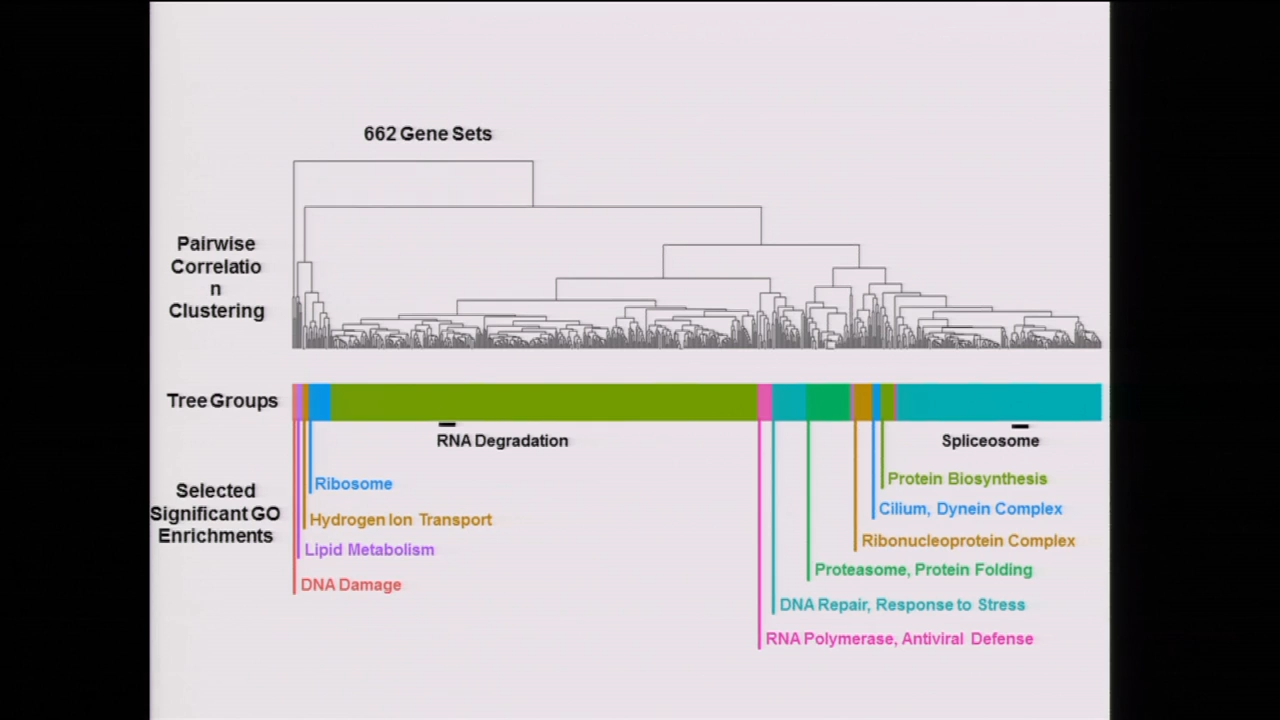 662 Gene Sets
Pairwise
Correlatio
n
Clustering
Tree Groups
RNA Degradation
Spliceosome
Selected
Significant GO
Enrichments
Ribosome
Hydrogen Ion Transport
Lipid Metabolism
DNA Damage
Protein Biosynthesis
Cilium, Dynein Complex
Ribonucleoprotein Complex
Proteasome, Protein Folding
DNA Repair, Response to Stress
RNA Polymerase, Antiviral Defense